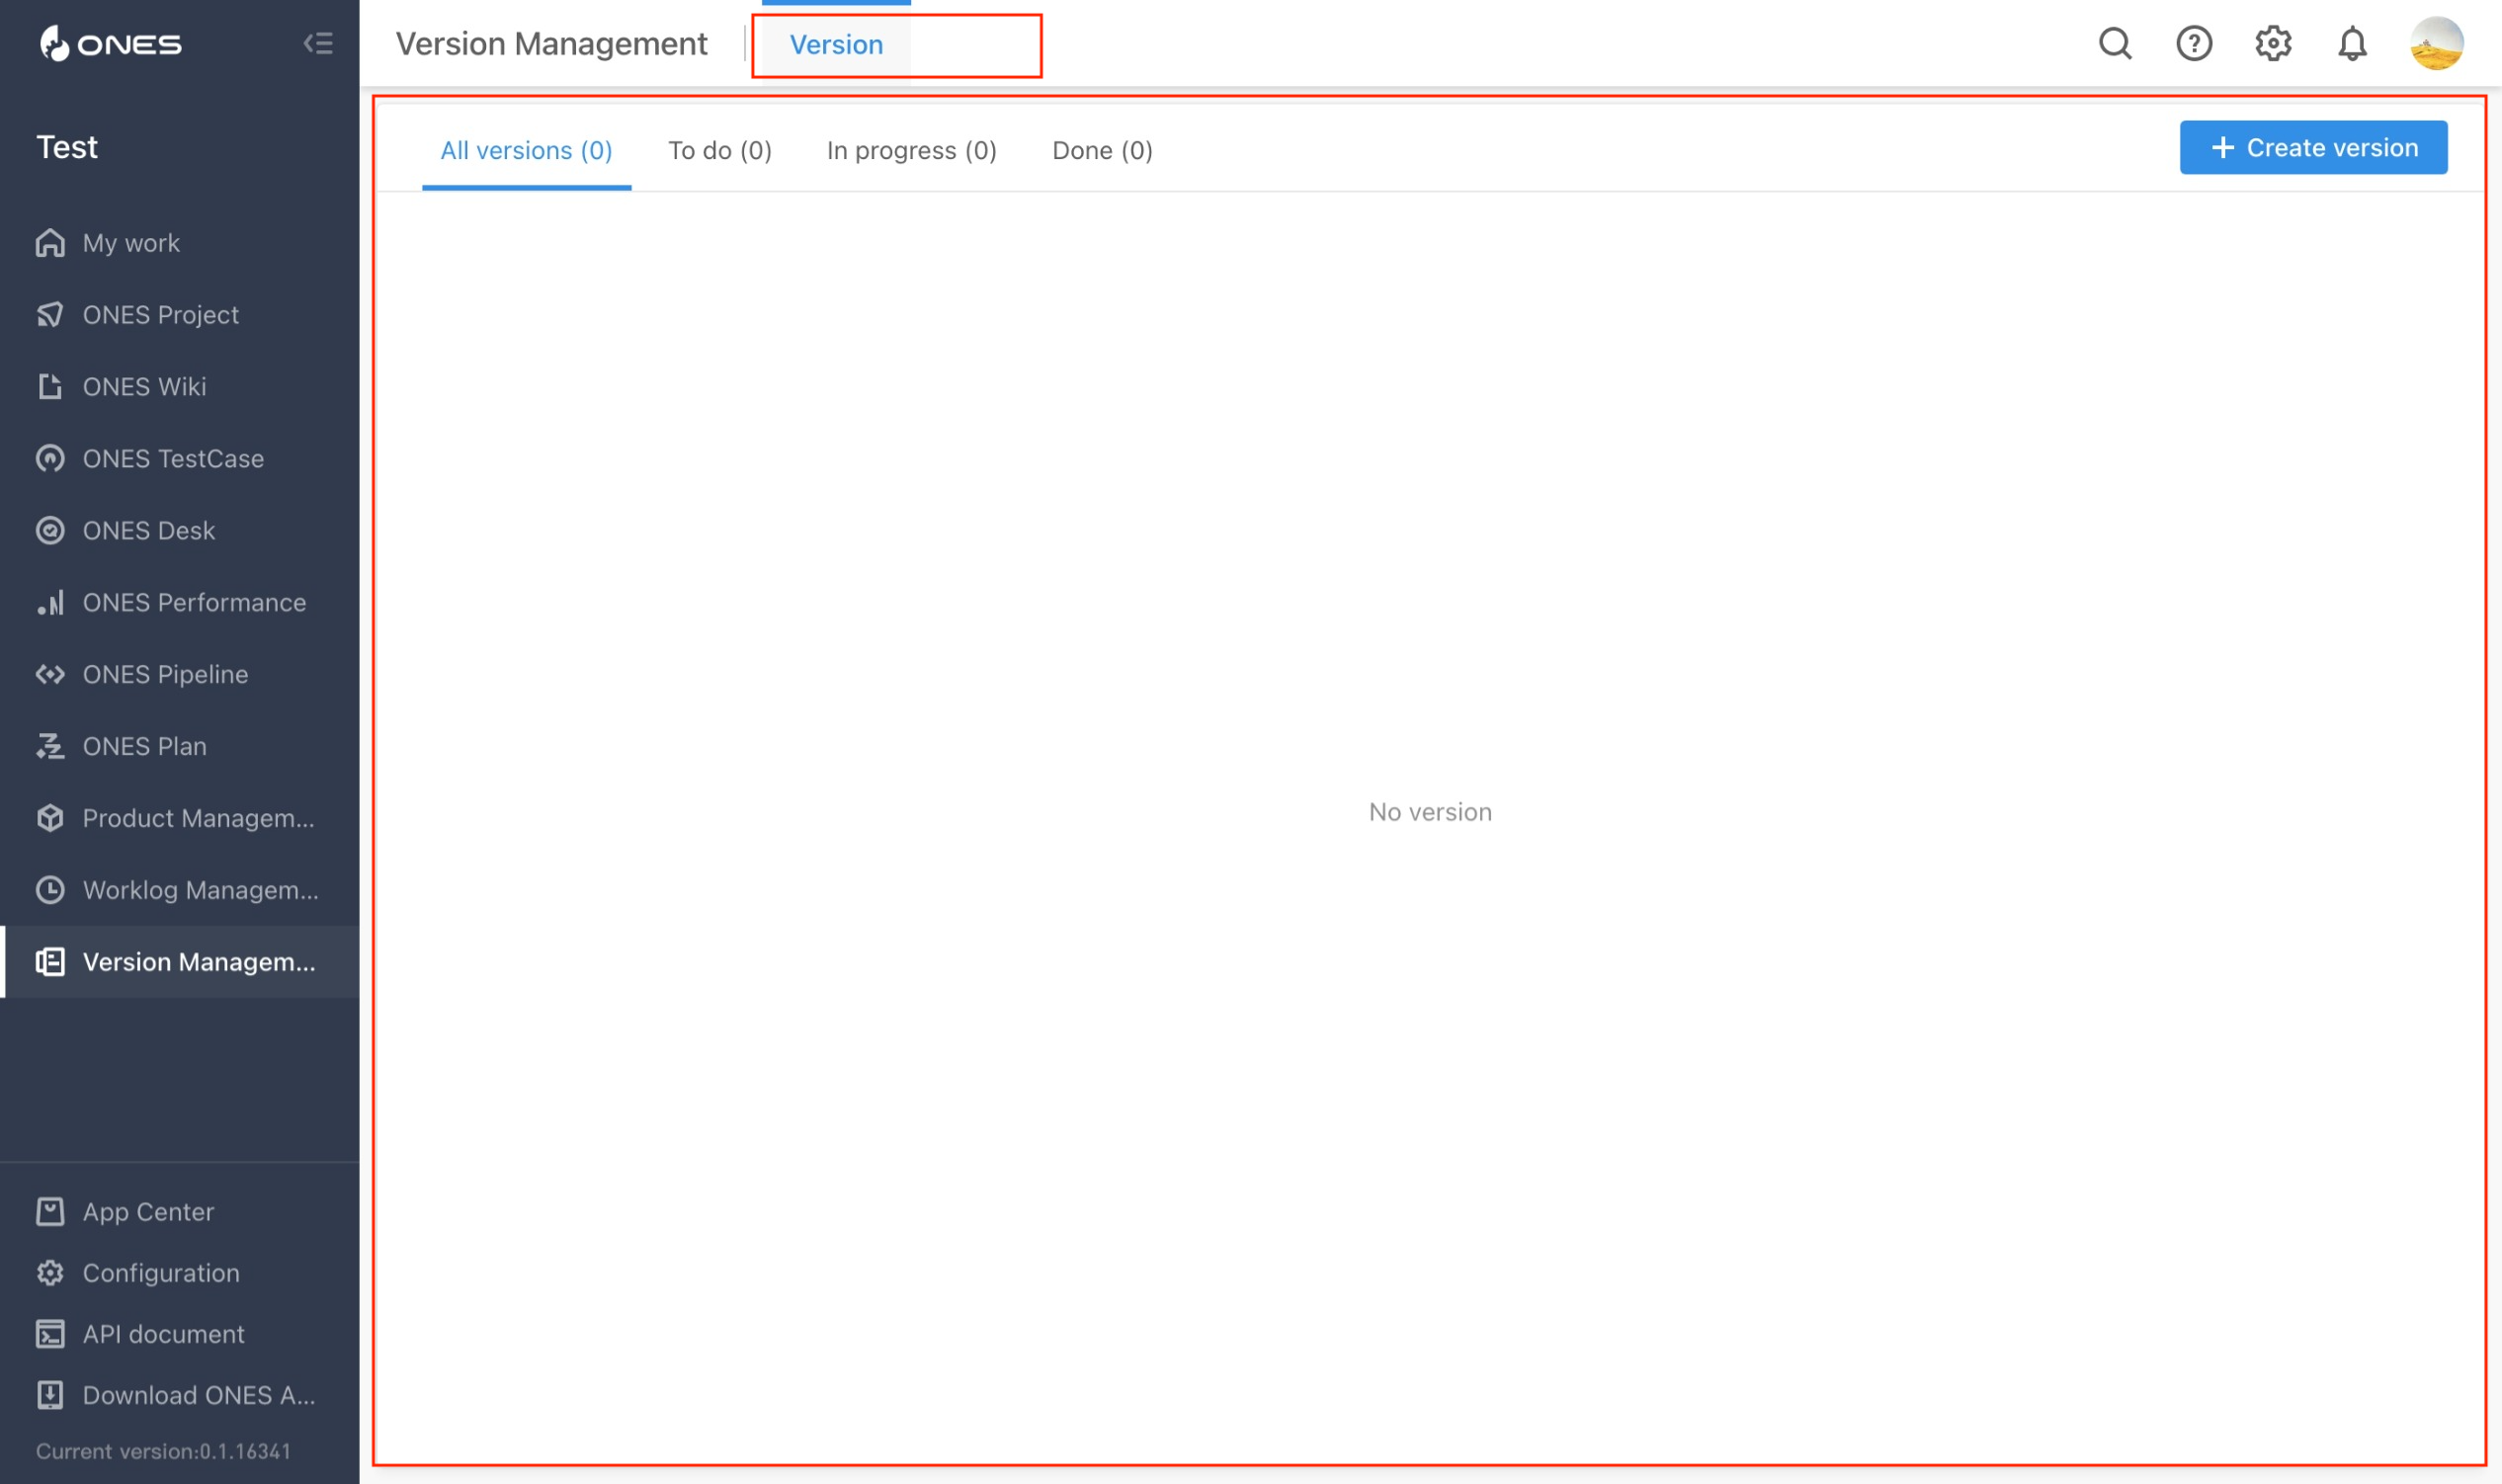 ONES
Version Management
Version
Test
All versions (0)
To do (0)
In progress (0)
Done (0)
+ Create version
My work
ONES Project
ONES Wiki
ONES TestCase
ONES Desk
ONES Performance
ONES Pipeline
ONES Plan
Product Managem...
Worklog Managem...
Version Managem...
No version
App Center
Configuration
API document
Download ONES A...
Current version:0.1.16341